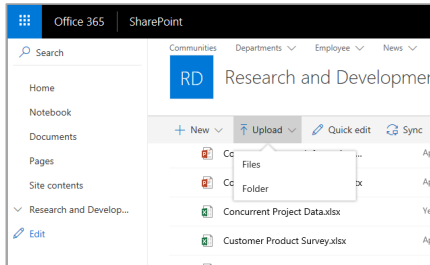 Office 365 SharePoint
Search
Communities Departments Employee News
RD Research and Developme
Home
Notebook
Documents
Pages
Site contents
Research and Develop...
Edit
+ New Upload Quick edit Sync
Files
Folder
Concurrent Project Data.xlsx
Customer Product Survey.xlsx